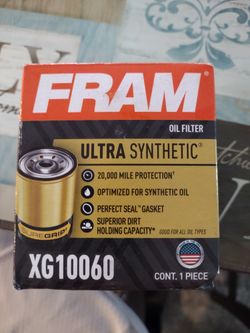 FRAM
OIL FILTER
ULTRA SYNTHETIC®
20,000 MILE PROTECTION†
OPTIMIZED FOR SYNTHETIC OIL
PERFECT SEAL™ GASKET
SUPERIOR DIRT
HOLDING CAPACITY* GOOD FOR ALL OIL TYPES
SUREGRIP®
XG10060
CONT. 1 PIECE